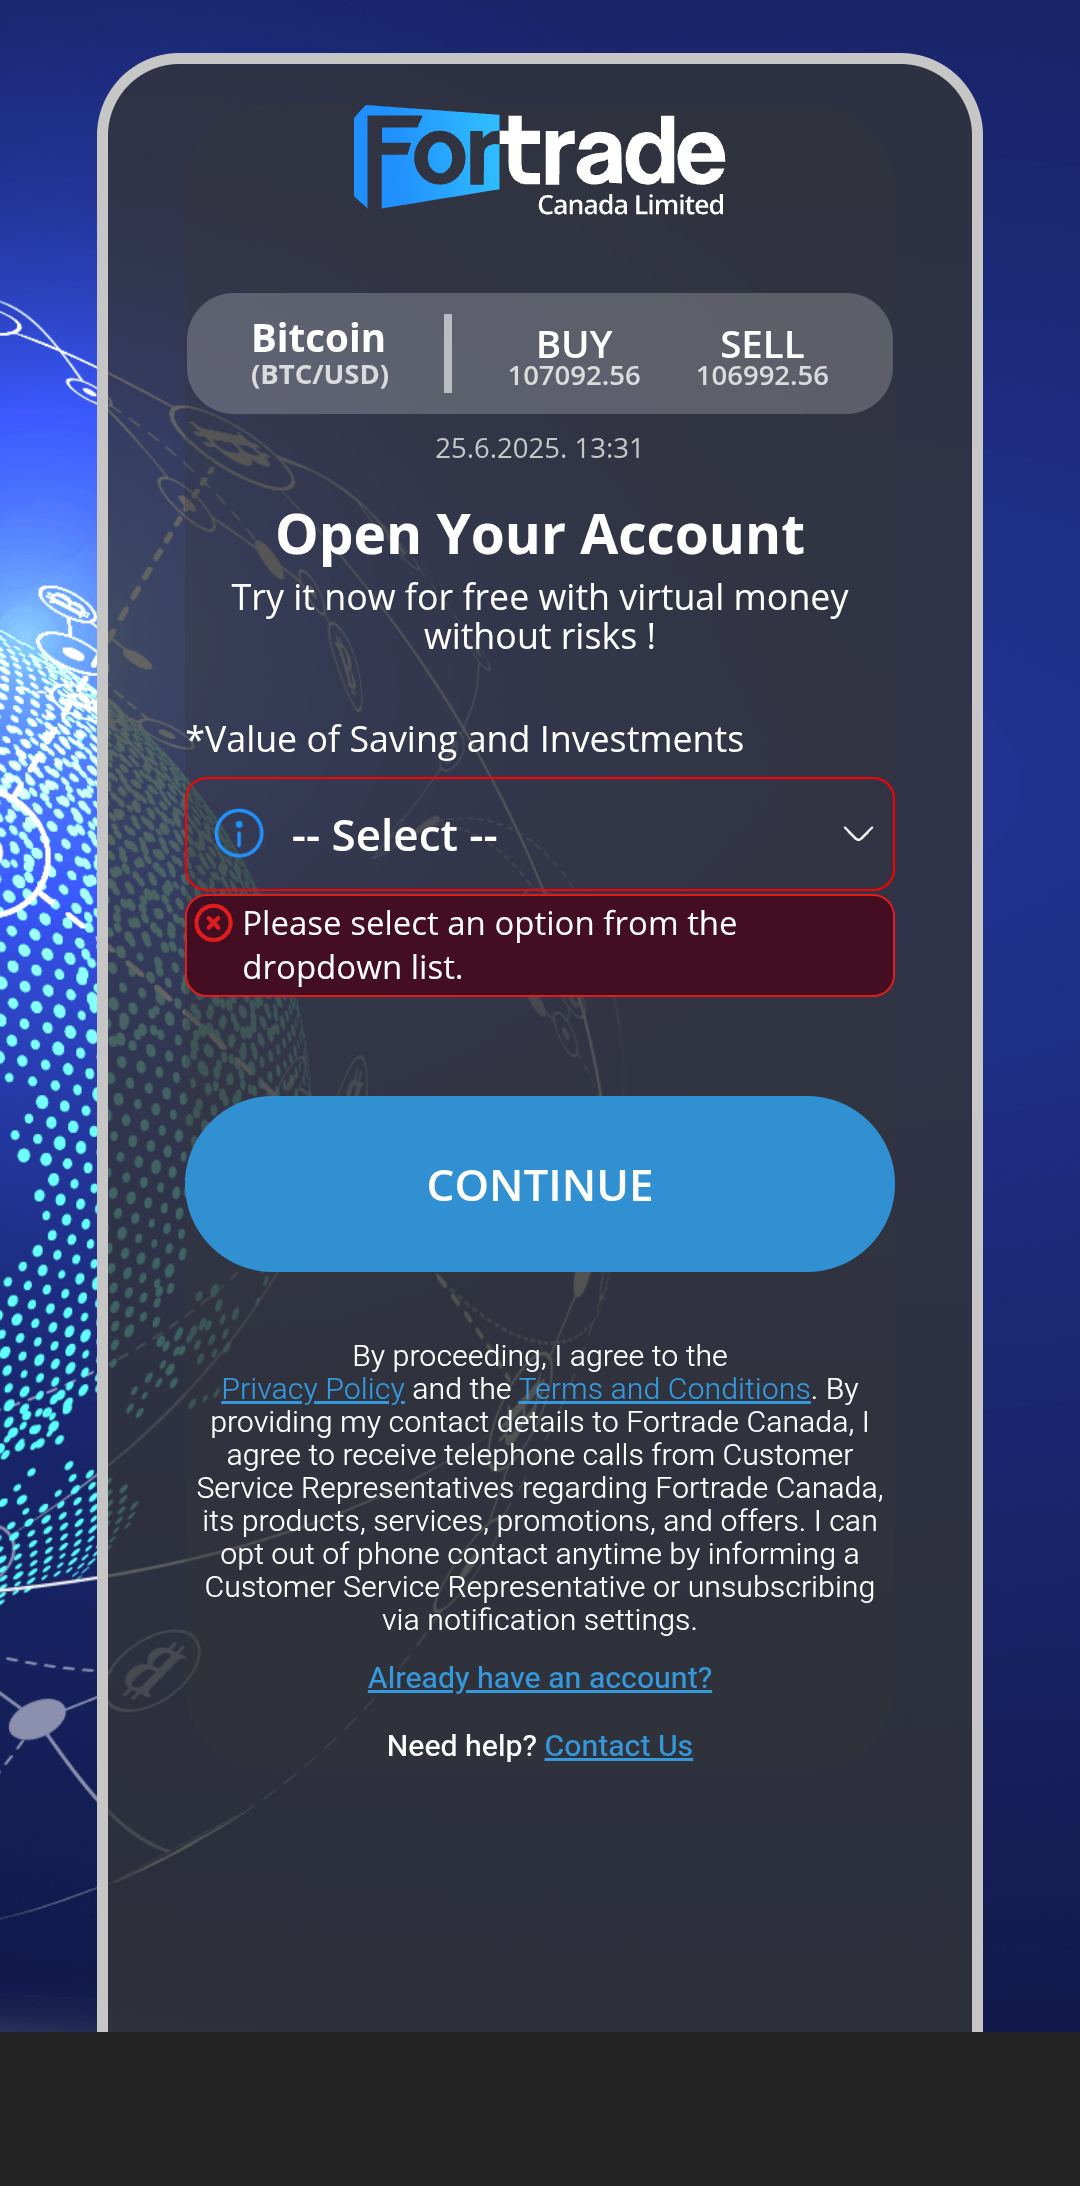 Fortrade
Canada Limited
Bitcoin
(BTC/USD)
BUY
107092.56
SELL
106992.56
25.6.2025. 13:31
Open Your Account
Try it now for free with virtual money
without risks !
*Value of Saving and Investments
-- Select --
Please select an option from the
dropdown list.
CONTINUE
By proceeding, I agree to the
Privacy Policy and the Terms and Conditions. By
providing my contact details to Fortrade Canada, I
agree to receive telephone calls from Customer
Service Representatives regarding Fortrade Canada,
its products, services, promotions, and offers. I can
opt out of phone contact anytime by informing a
Customer Service Representative or unsubscribing
via notification settings.
Already have an account?
Need help? Contact Us